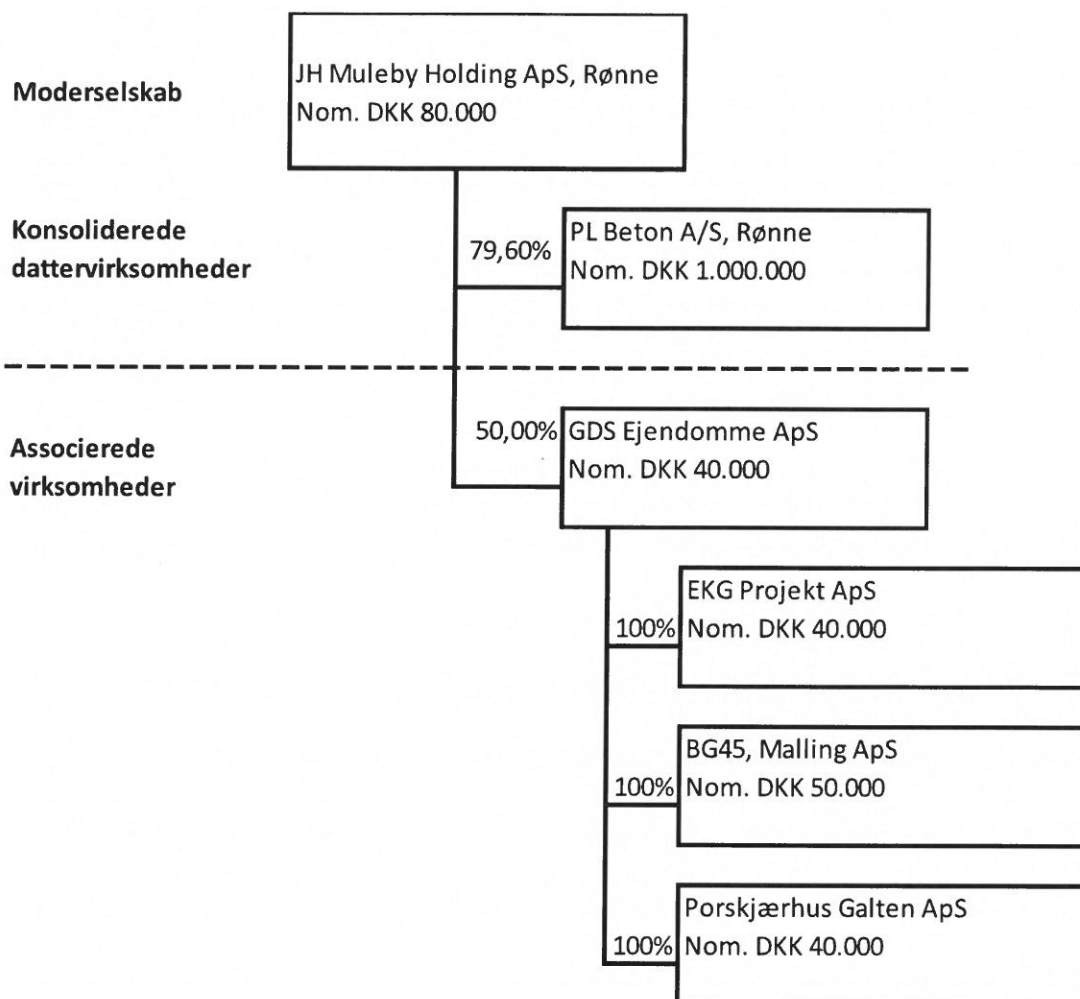 Moderselskab
JH Muleby Holding ApS, Rønne
Nom. DKK 80.000
Konsoliderede
dattervirksomheder
79,60%
PL Beton A/S, Rønne
Nom. DKK 1.000.000
Associerede
virksomheder
50,00%
GDS Ejendomme ApS
Nom. DKK 40.000
100%
EKG Projekt ApS
Nom. DKK 40.000
100%
BG45, Malling ApS
Nom. DKK 50.000
100%
Porskjærhus Galten ApS
Nom. DKK 40.000